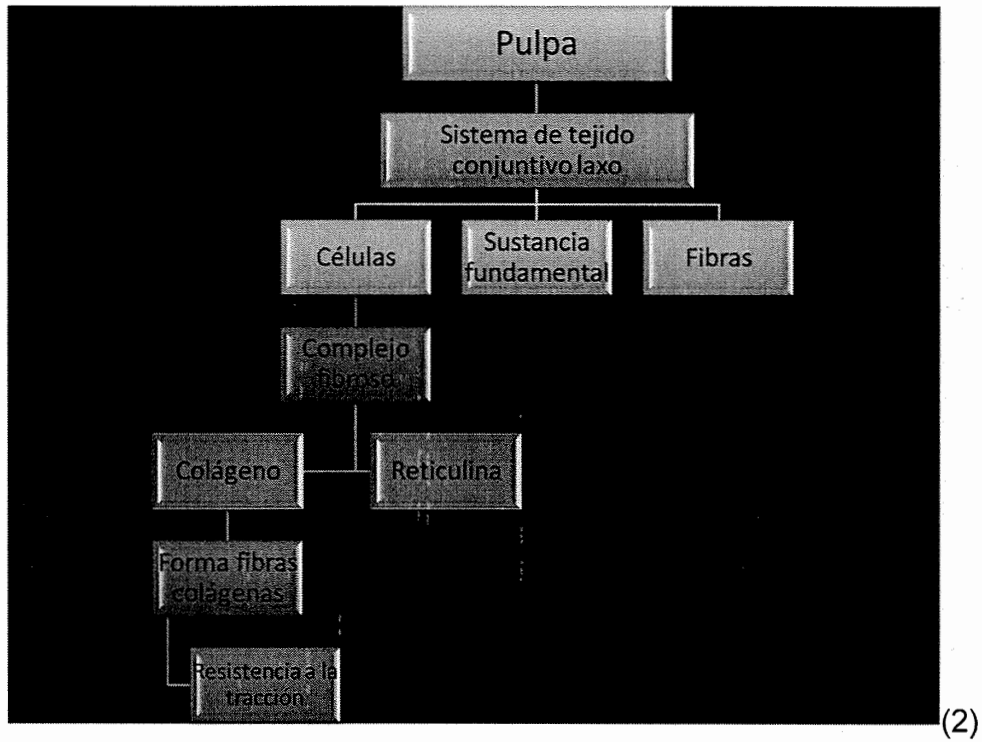 Pulpa
Sistema de tejido
conjuntivo laxo
Células
Sustancia
fundamental
Fibras
Complejo
fibroso
Colágeno
Reticulina
Forma fibras
colágenas
Resistencia a la
tracción
(2)